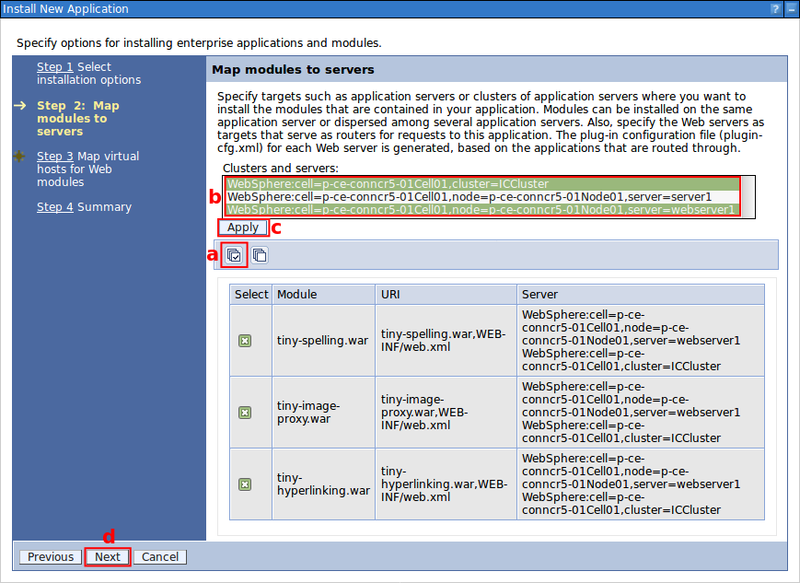 Install New Application
? –
Specify options for installing enterprise applications and modules.
Step 1 Select
installation options
Step 2: Map
modules to
servers
Step 3 Map virtual
hosts for Web
modules
Step 4 Summary
Map modules to servers
Specify targets such as application servers or clusters of application servers where you want to
install the modules that are contained in your application. Modules can be installed on the same
application server or dispersed among several application servers. Also, specify the Web servers as
targets that serve as routers for requests to this application. The plug-in configuration file (plugin-
cfg.xml) for each Web server is generated, based on the applications that are routed through.
Clusters and servers:
b
WebSphere:cell=p-ce-conncr5-01Cell01,cluster=ICCluster
WebSphere:cell=p-ce-conncr5-01Cell01,node=p-ce-conncr5-01Node01,server=server1
WebSphere:cell=p-ce-conncr5-01Cell01,node=p-ce-conncr5-01Node01,server=webserver1
Apply c
a
Select Module URI Server
tiny-spelling.war
tiny-spelling.war,WEB-
INF/web.xml
WebSphere:cell=p-ce-
conncr5-01Cell01,node=p-ce-
conncr5-01Node01,server=webserver1
WebSphere:cell=p-ce-
conncr5-01Cell01,cluster=ICCluster
tiny-image-
proxy.war
tiny-image-
proxy.war,WEB-
INF/web.xml
WebSphere:cell=p-ce-
conncr5-01Cell01,node=p-ce-
conncr5-01Node01,server=webserver1
WebSphere:cell=p-ce-
conncr5-01Cell01,cluster=ICCluster
tiny-
hyperlinking.war
tiny-
hyperlinking.war,WEB-
INF/web.xml
WebSphere:cell=p-ce-
conncr5-01Cell01,node=p-ce-
conncr5-01Node01,server=webserver1
WebSphere:cell=p-ce-
conncr5-01Cell01,cluster=ICCluster
d
Previous Next Cancel